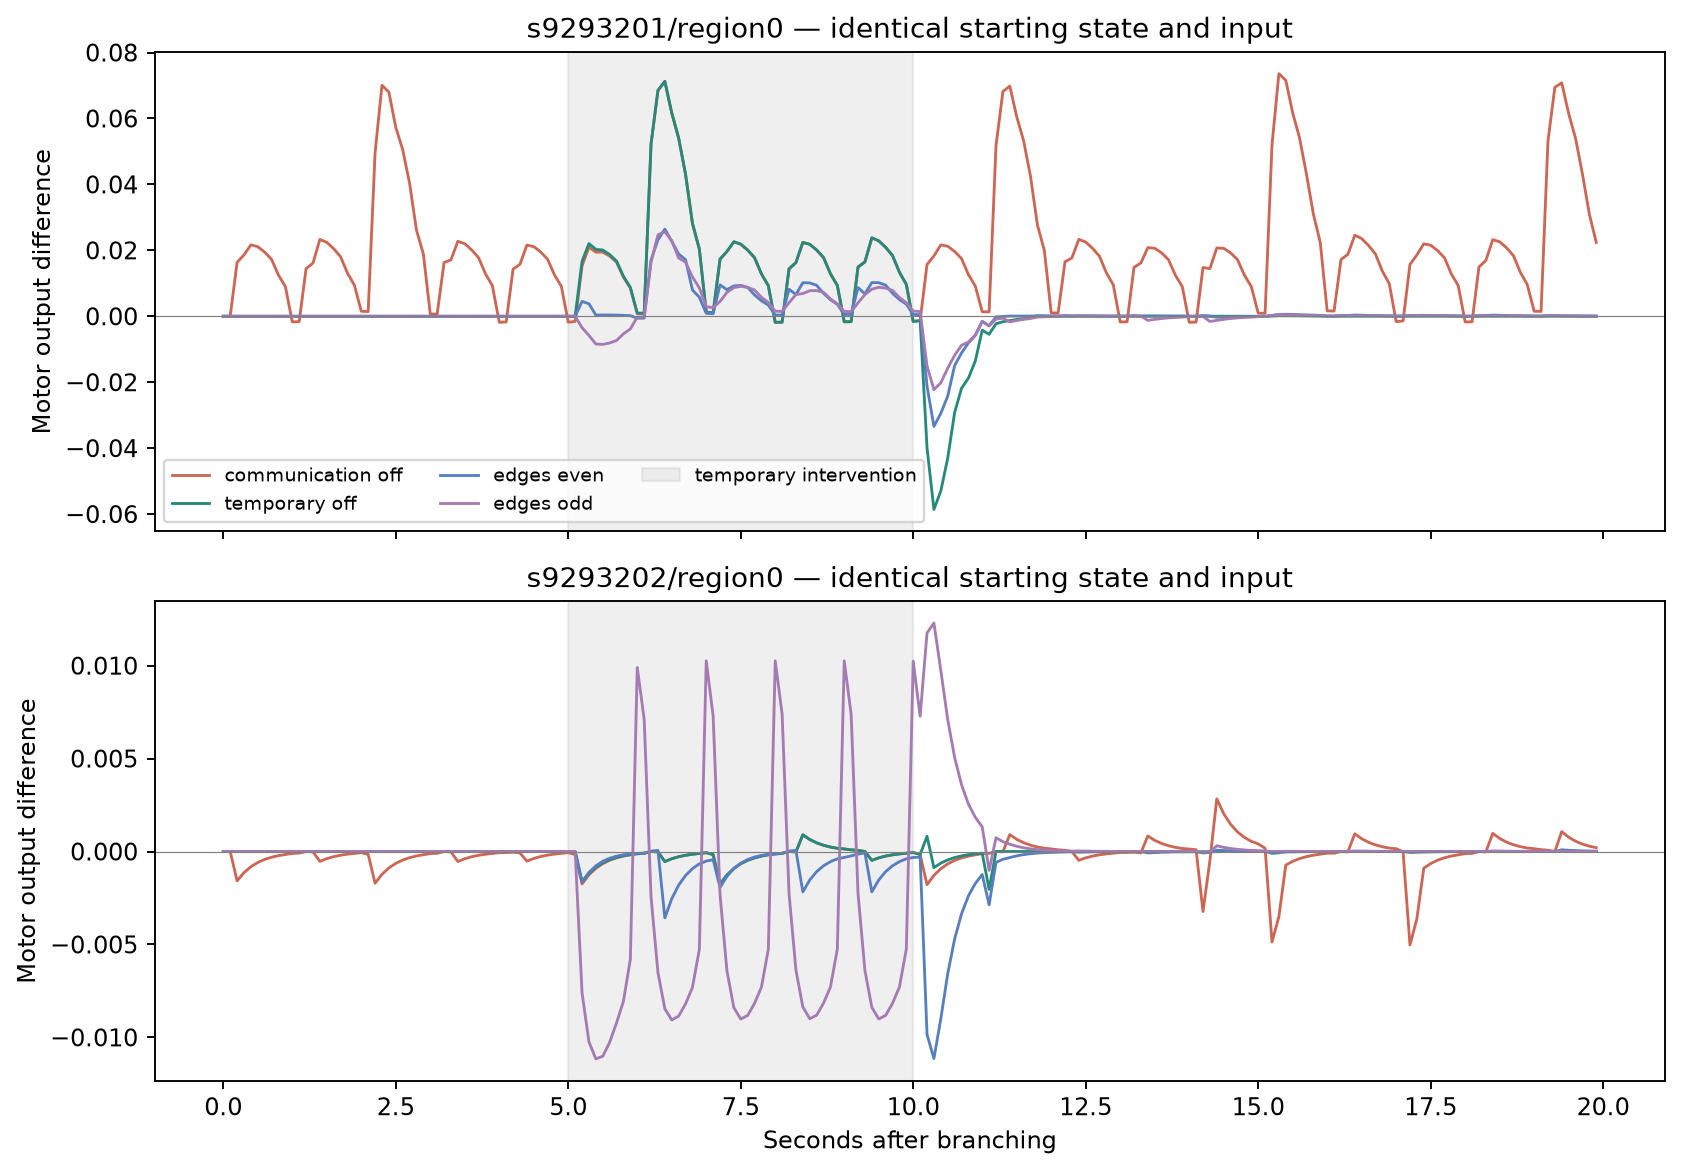 s9293201/region0 — identical starting state and input
0.08
0.06
0.04
0.02
0.00
−0.02
−0.04
−0.06
Motor output difference
communication off
temporary off
edges even
edges odd
temporary intervention
s9293202/region0 — identical starting state and input
0.010
0.005
0.000
−0.005
−0.010
Motor output difference
0.0 2.5 5.0 7.5 10.0 12.5 15.0 17.5 20.0
Seconds after branching